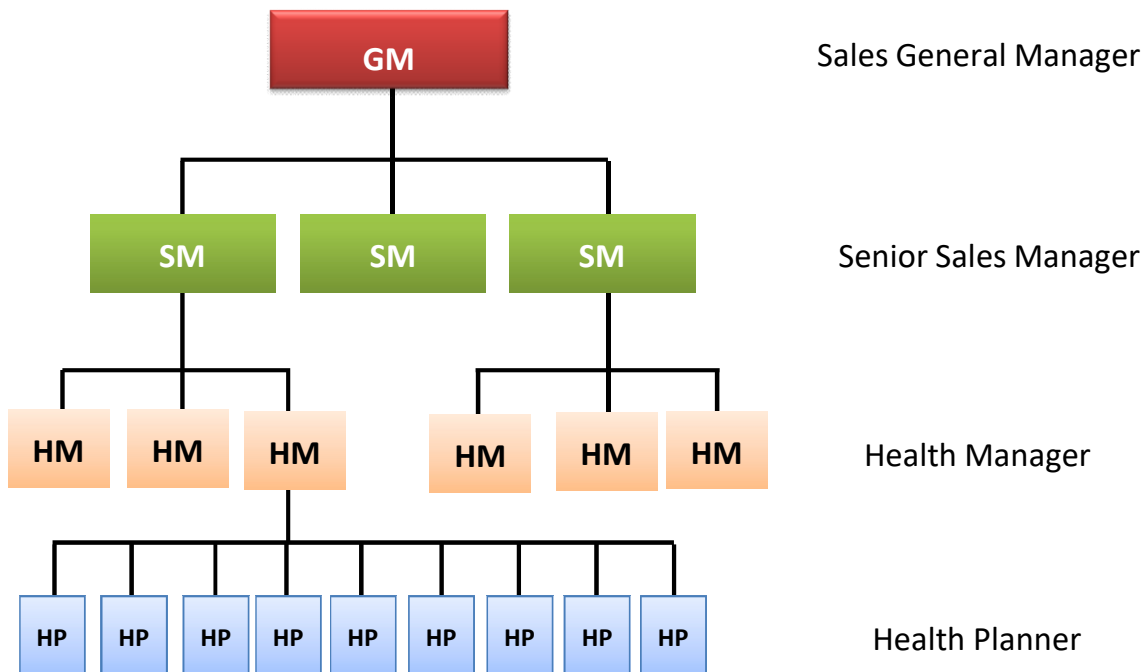 GM Sales General Manager
SM SM SM Senior Sales Manager
HM HM HM HM HM HM Health Manager
HP HP HP HP HP HP HP HP HP Health Planner